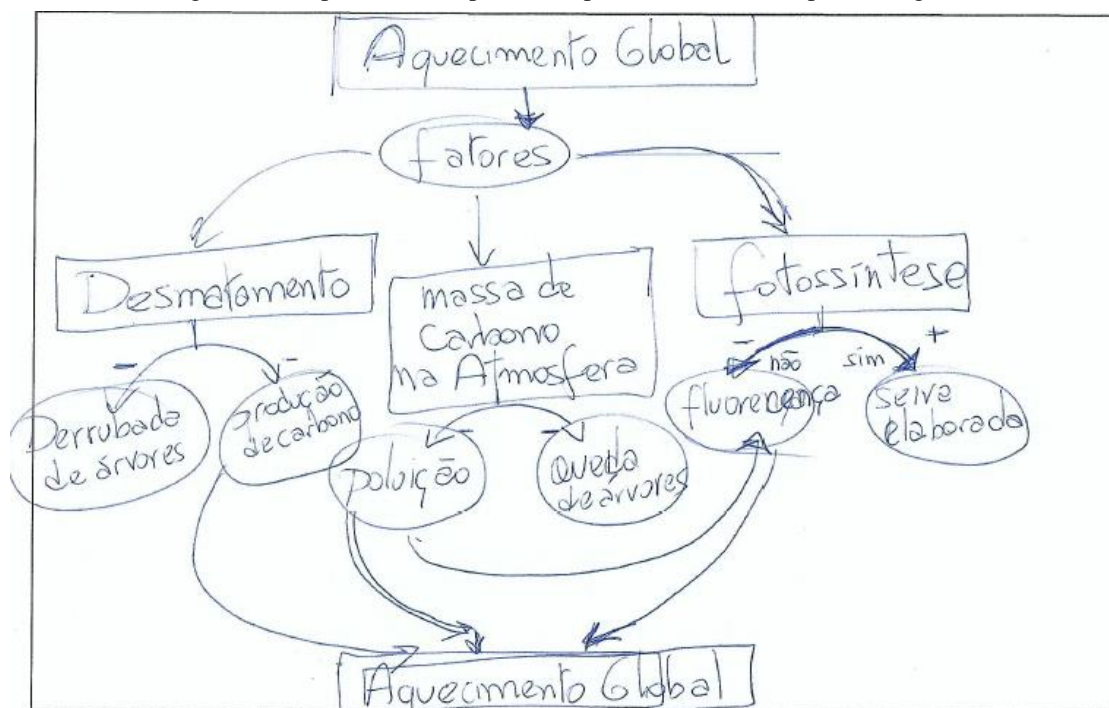 Aquecimento Global
fatores
Desmatamento
massa de
Carbono
na Atmosfera
fotossíntese
-
-
-
não
sim
+
Derrubada
de árvores
produção
de carbono
-
-
poluição
queda
de árvores
seiva
elaborada
Aquecimento Global